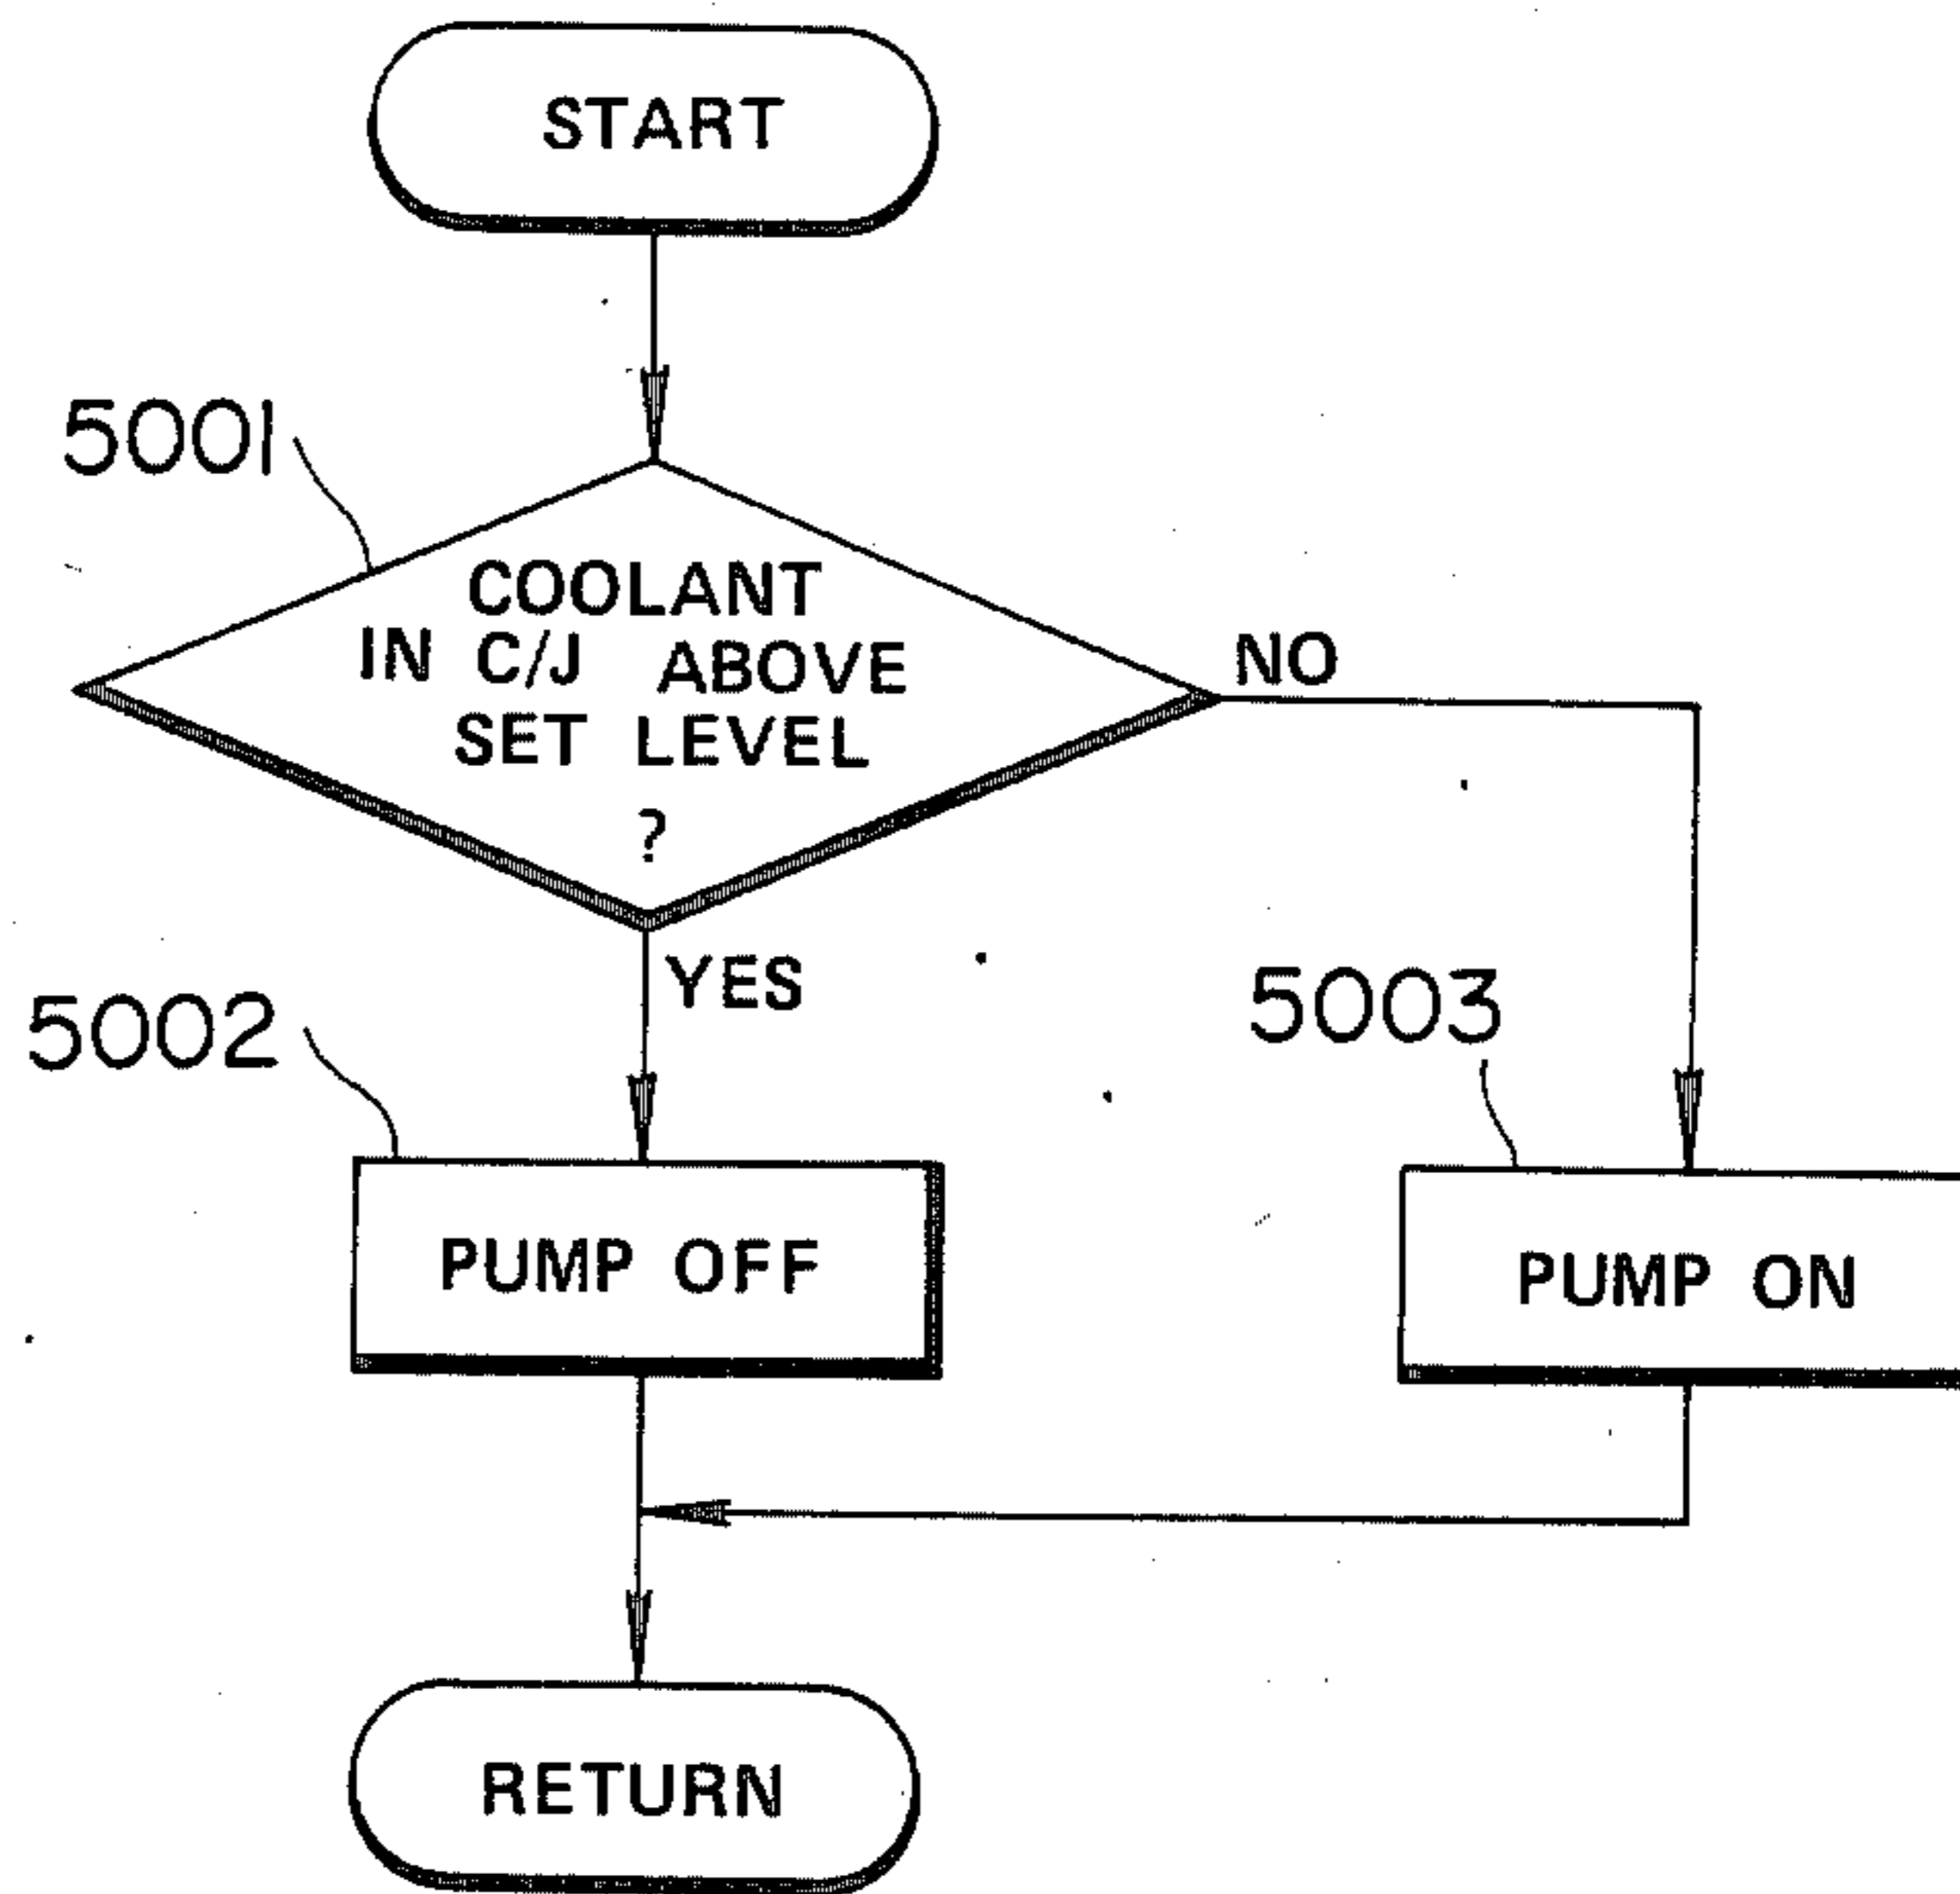 START
5001
COOLANT
IN C/J ABOVE
SET LEVEL
?
NO
YES
5002
5003
PUMP OFF
PUMP ON
RETURN